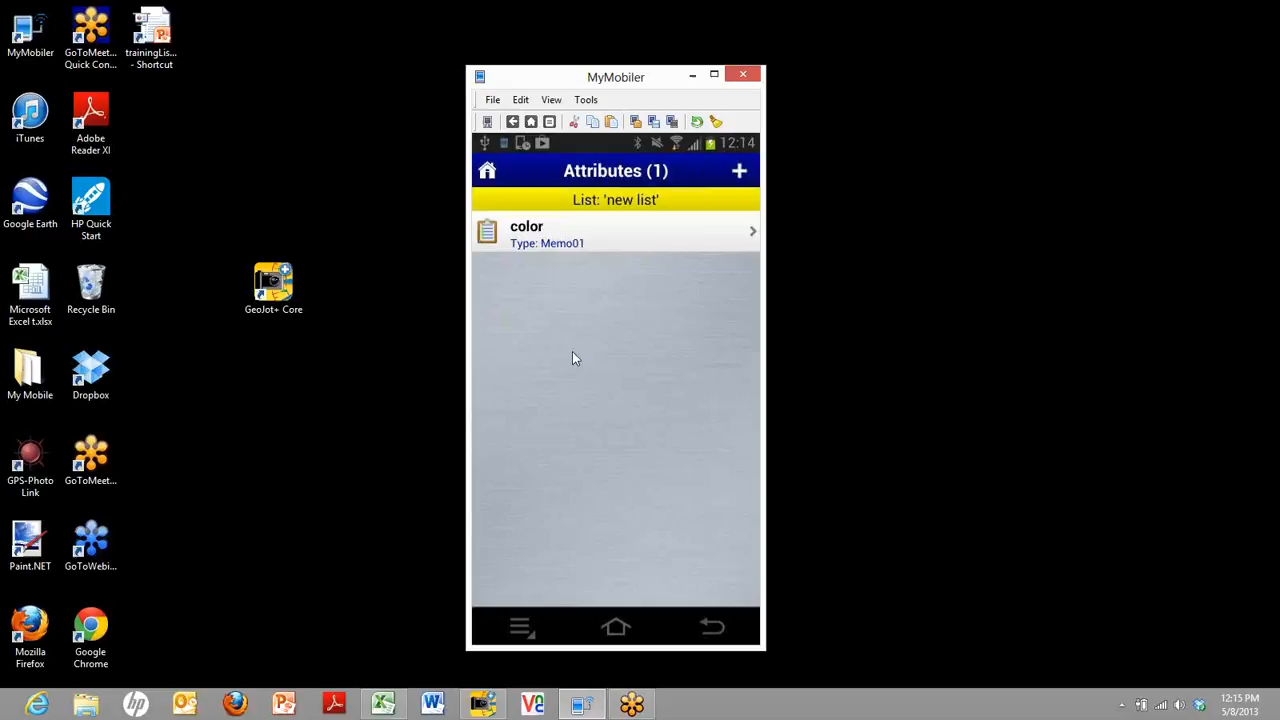 MyMobiler
GoToMeet...
Quick Con...
trainingLis...
- Shortcut
iTunes
Adobe
Reader XI
Google Earth
HP Quick
Start
Microsoft
Excel t.xlsx
Recycle Bin
GeoJot+ Core
My Mobile
Dropbox
GPS-Photo
Link
GoToMeet...
Paint.NET
GoToWebi...
Mozilla
Firefox
Google
Chrome
MyMobiler
File Edit View Tools
12:14
Attributes (1)
List: 'new list'
color
Type: Memo01
12:15 PM
5/8/2013